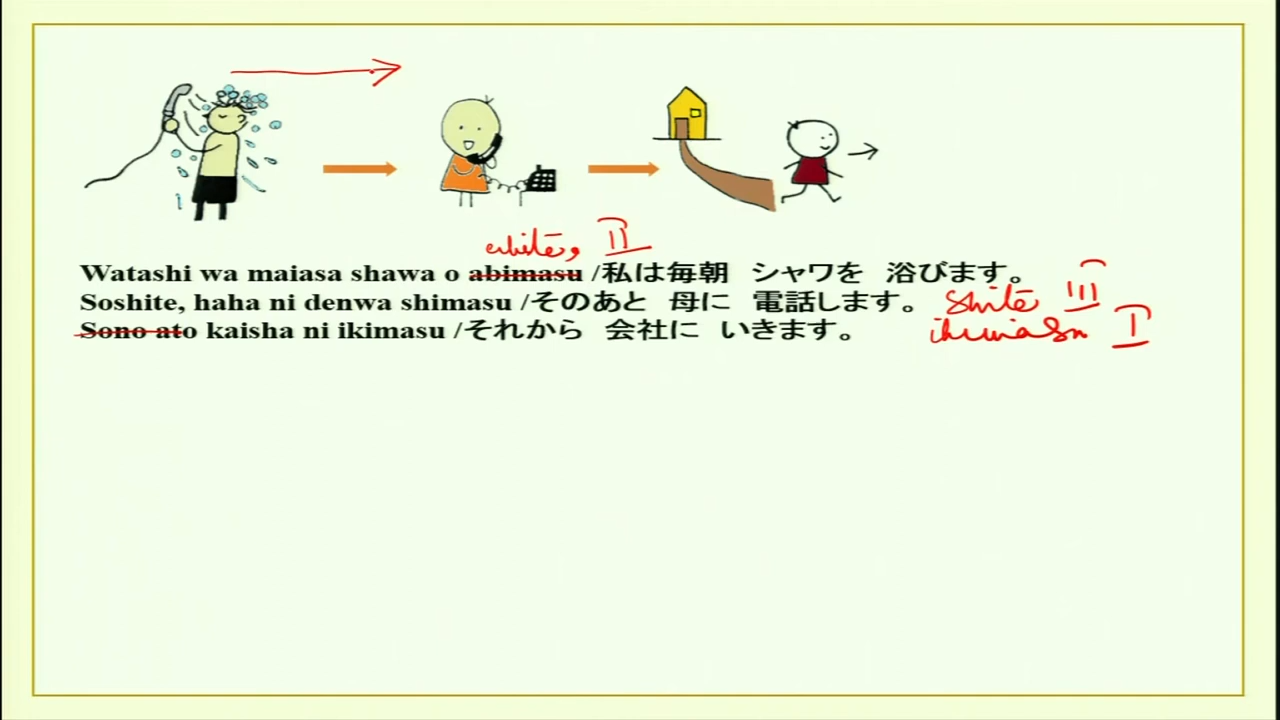 abite, II
Watashi wa maiasa shawa o abimasu /私は毎朝 シャワを 浴びます。
Soshite, haha ni denwa shimasu /そのあと 母に 電話します。 shite III
Sono ato kaisha ni ikimasu /それから 会社に いきます。 ikimasu I